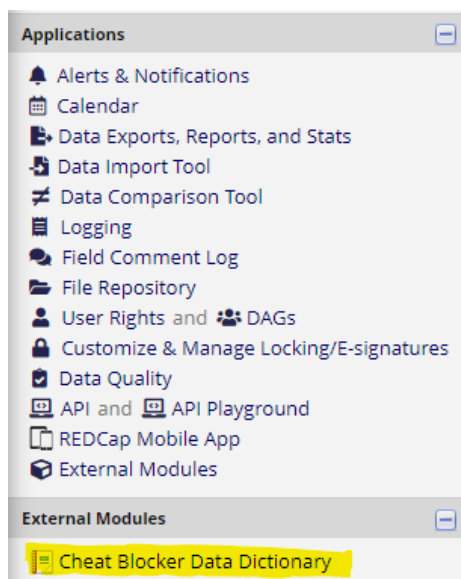 Applications
Alerts & Notifications
Calendar
Data Exports, Reports, and Stats
Data Import Tool
Data Comparison Tool
Logging
Field Comment Log
File Repository
User Rights and DAGs
Customize & Manage Locking/E-signatures
Data Quality
API and API Playground
REDCap Mobile App
External Modules
External Modules
Cheat Blocker Data Dictionary